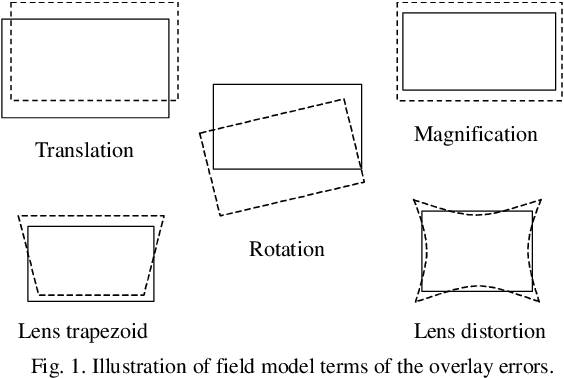 Translation
Magnification
Rotation
Lens trapezoid
Lens distortion
Fig. 1. Illustration of field model terms of the overlay errors.